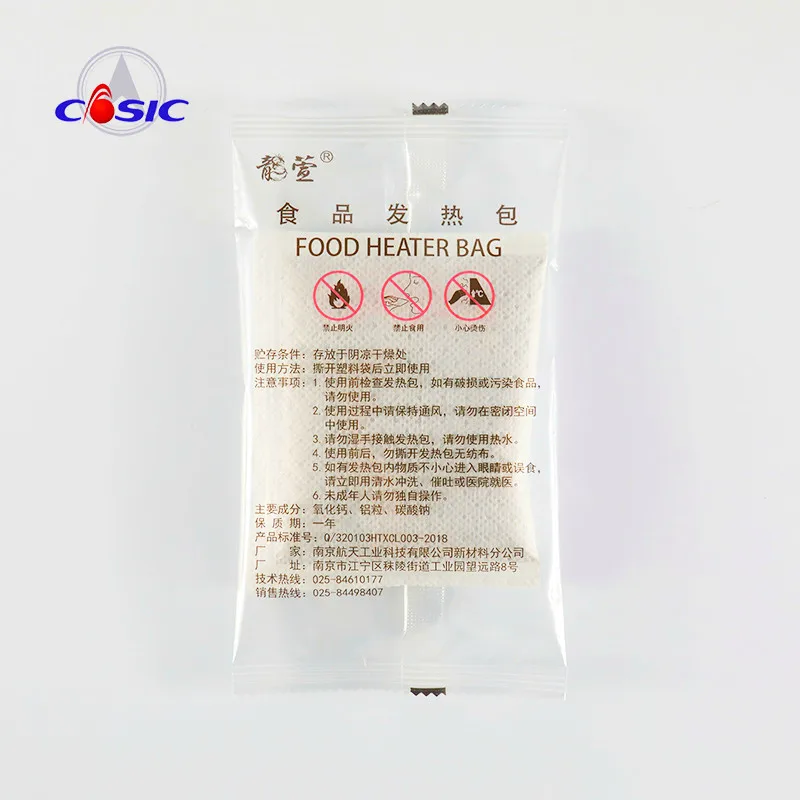 COSIC
龍萱®
食品发热包
FOOD HEATER BAG
禁止明火 禁止食用 小心烫伤
贮存条件：存放于阴凉干燥处
使用方法：撕开塑料袋后立即使用
注意事项：1. 使用前检查发热包，如有破损或污染食品，
请勿使用。
2. 使用过程中请保持通风，请勿在密闭空间
中使用。
3. 请勿湿手接触发热包，请勿使用热水。
4. 使用前后，勿撕开发热包无纺布。
5. 如有发热包内物质不小心进入眼睛或误食，
请立即用清水冲洗、催吐或医院就医。
6. 未成年人请勿独自操作。
主要成分：氧化钙、铝粒、碳酸钠
保 质 期：一年
产品标准号：Q/320103HTXCL003-2018
厂 家：南京航天工业科技有限公司新材料分公司
厂 址：南京市江宁区秣陵街道工业园望远路8号
技术热线：025-84610177
销售热线：025-84498407